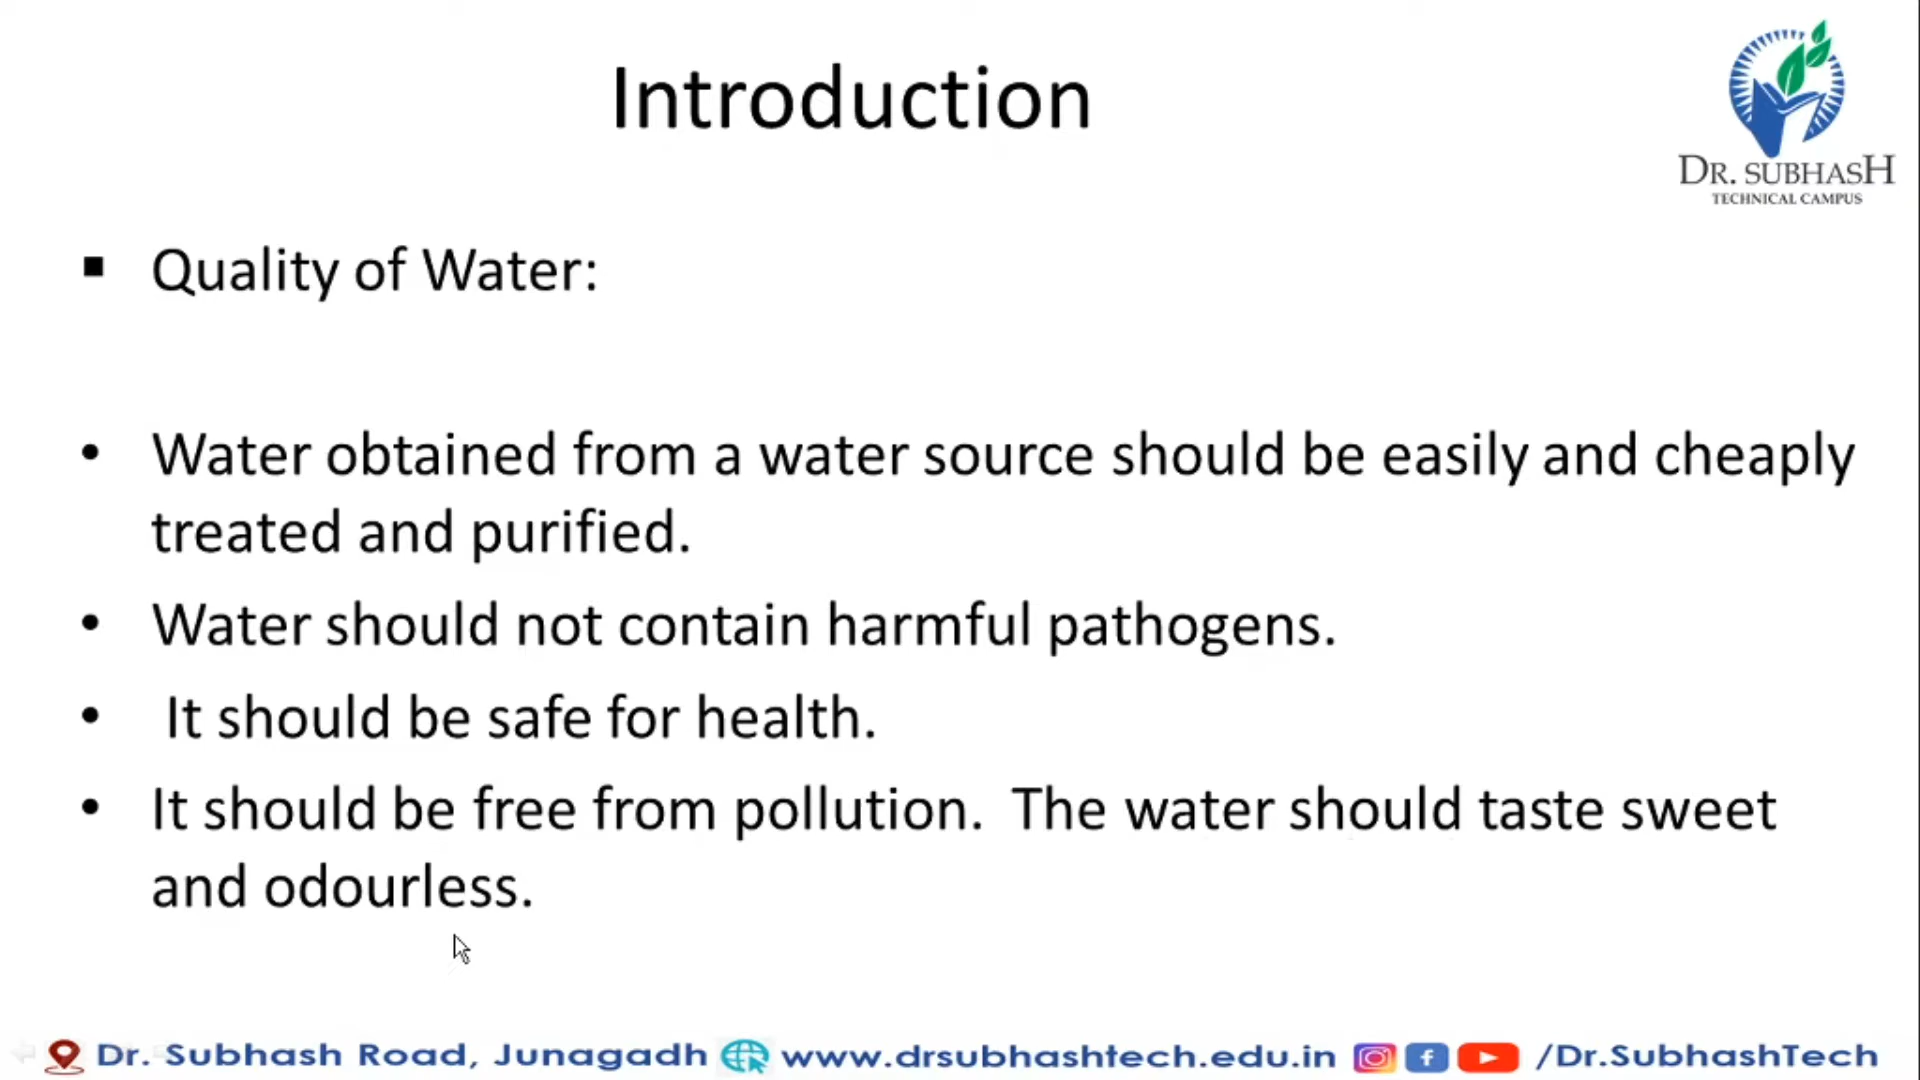 Introduction
DR. SUBHASH
TECHNICAL CAMPUS
▪ Quality of Water:
• Water obtained from a water source should be easily and cheaply
treated and purified.
• Water should not contain harmful pathogens.
• It should be safe for health.
• It should be free from pollution. The water should taste sweet
and odourless.
Dr. Subhash Road, Junagadh www.drsubhashtech.edu.in /Dr.SubhashTech